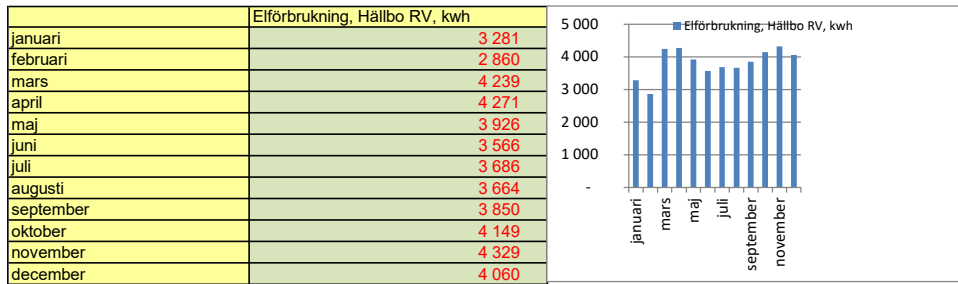 Elförbrukning, Hällbo RV, kwh
januari 3 281
februari 2 860
mars 4 239
april 4 271
maj 3 926
juni 3 566
juli 3 686
augusti 3 664
september 3 850
oktober 4 149
november 4 329
december 4 060
Elförbrukning, Hällbo RV, kwh
5 000
4 000
3 000
2 000
1 000
-
januari
mars
maj
juli
september
november